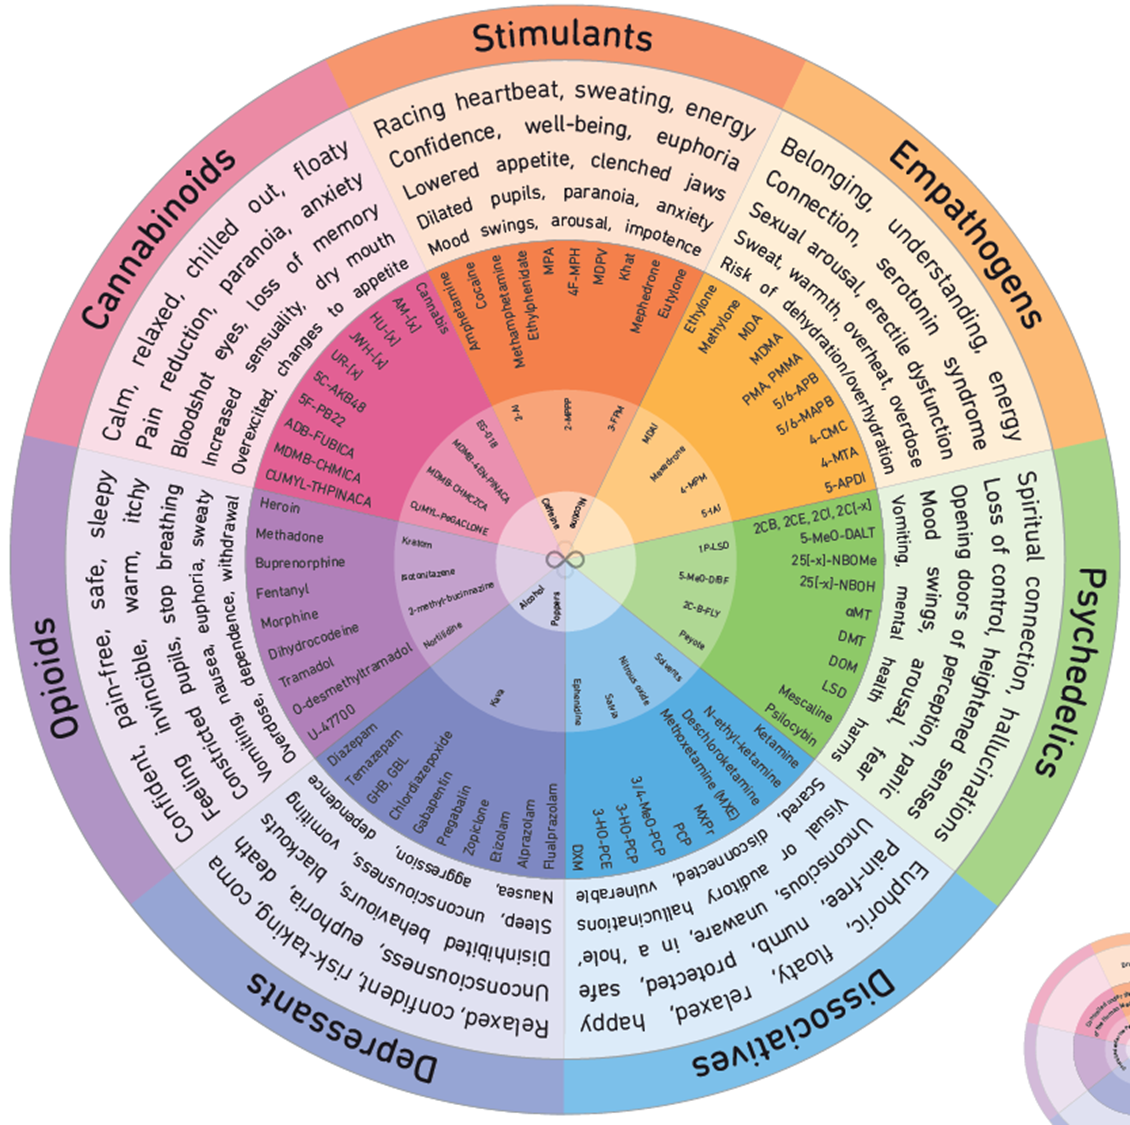 Stimulants
Racing heartbeat, sweating, energy
Confidence, well-being, euphoria
Lowered appetite, clenched jaws
Dilated pupils, paranoia, anxiety
Mood swings, arousal, impotence
Amphetamine
Cocaine
Methamphetamine
Ethylphenidate
MPA
4F-MPH
MDPV
Khat
Mephedrone
Eutylone
2-AI
2-MPPP
3-FPM
Caffeine
Nicotine
Empathogens
Belonging, understanding, energy
Connection, serotonin syndrome
Sexual arousal, erectile dysfunction
Sweat, warmth, overheat, overdose
Risk of dehydration/overhydration
Ethylone
Methylone
MDA
MDMA
PMA, PMMA
5/6-APB
5/6-MAPB
4-CMC
4-MTA
5-APDI
MDAI
Mexedrone
4-MPM
5-IAI
Psychedelics
Spiritual connection, hallucinations
Loss of control, heightened senses
Opening doors of perception, panic
Mood swings, arousal, fear
Vomiting, mental health harms
2CB, 2CE, 2CI, 2C[-x]
5-MeO-DALT
25[-x]-NBOMe
25[-x]-NBOH
αMT
DMT
DOM
LSD
Mescaline
Psilocybin
1P-LSD
5-MeO-DiBF
2C-B-FLY
Peyote
Dissociatives
Euphoric, floaty, relaxed, happy
Pain-free, numb, protected, safe
Unconscious, unaware, in a 'hole'
Visual or auditory hallucinations
Scared, disconnected, vulnerable
Ketamine
N-ethyl-ketamine
Deschloroketamine
Methoxetamine (MXE)
MXPr
PCP
3/4-MeO-PCP
3-HO-PCP
3-HO-PCE
DXM
Solvents
Nitrous oxide
Salvia
Ephenidine
Depressants
Relaxed, confident, risk-taking, coma
Unconsciousness, euphoria, death
Disinhibited behaviours, blackouts
Sleep, unconsciousness, vomiting
Nausea, aggression, dependence
Diazepam
Temazepam
GHB, GBL
Chlordiazepoxide
Gabapentin
Pregabalin
Zopiclone
Etizolam
Alprazolam
Flualprazolam
Kava
Alcohol
Poppers
Opioids
Confident, pain-free, safe, sleepy
Feeling invincible, warm, itchy
Constricted pupils, stop breathing
Vomiting, nausea, euphoria, sweaty
Overdose, dependence, withdrawal
Heroin
Methadone
Buprenorphine
Fentanyl
Morphine
Dihydrocodeine
Tramadol
O-desmethyltramadol
U-47700
Kratom
Isotonitazene
2-methyl-bucinnazine
Nortilidine
Cannabinoids
Calm, relaxed, chilled out, floaty
Pain reduction, paranoia, anxiety
Bloodshot eyes, loss of memory
Increased sensuality, dry mouth
Overexcited, changes to appetite
Cannabis
AM-[x]
HU-[x]
JWH-[x]
UR-[x]
5C-AKB48
5F-PB22
ADB-FUBICA
MDMB-CHMICA
CUMYL-THPINACA
EG-018
MDMB-4EN-PINACA
MDMB-CHMCZCA
CUMYL-PeGACLONE